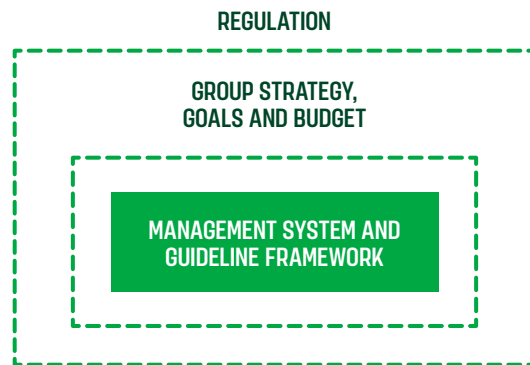 REGULATION
GROUP STRATEGY,
GOALS AND BUDGET
MANAGEMENT SYSTEM AND
GUIDELINE FRAMEWORK